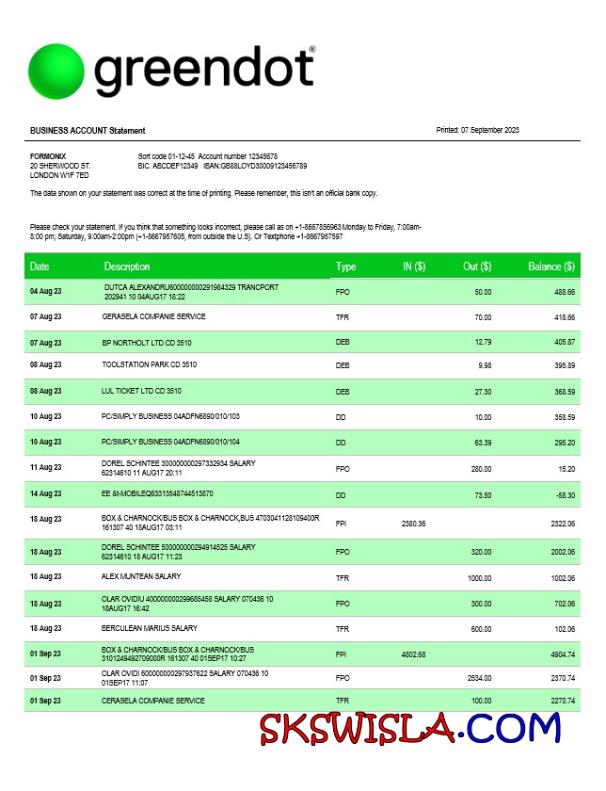 greendot®
BUSINESS ACCOUNT Statement
Printed: 07 September 2023
FORMONIX
Sort code 01-12-45 Account number 12345678
20 SHERWOOD ST.
BIC. ABCDEF12349 IBAN:GB88LOYD30009123456789
LONDON W1F 7ED
The data shown on your statement was correct at the time of printing. Please remember, this isn't an official bank copy.
Please check your statement. If you think that something looks incorrect, please call as on +1-8667856963 Monday to Friday, 7:00am-
8:00 pm; Saturday, 9:00am-2:00pm (+1-8667957605, from outside the U.S). Or Textphone +1-8667957597
Date Description Type IN ($) Out ($) Balance ($)
04 Aug 23 DUTCA ALEXANDRU600000000291984329 TRANCPORT FPO 50.00 488.66
202941 10 04AUG17 18:22
07 Aug 23 GERASELA COMPANIE SERVICE TFR 70.00 418.66
07 Aug 23 BP NORTHOLT LTD CD 3510 DEB 12.79 405.87
08 Aug 23 TOOLSTATION PARK CD 3510 DEB 9.98 395.89
08 Aug 23 LUL TICKET LTD CD 3510 DEB 27.30 368.59
10 Aug 23 PC/SIMPLY BUSINESS 04ADFN6890/010/103 DD 10.00 358.59
10 Aug 23 PC/SIMPLY BUSINESS 04ADFN6890/010/104 DD 63.39 295.20
11 Aug 23 DOREL SCHINTEE 300000000297332934 SALARY FPO 280.00 15.20
62314610 11 AUG17 20:11
14 Aug 23 EE &I-MOBILEQ63313548744513870 DD 73.50 -58.30
18 Aug 23 BOX & CHARNOCK/BUS BOX & CHARNOCK,BUS 4703041128109400R FPI 2380.36 2322.06
161307 40 18AUG17 03:11
18 Aug 23 DOREL SCHINTEE 500000000294914525 SALARY FPO 320.00 2002.06
62314610 18 AUG17 11:23
18 Aug 23 ALEX MUNTEAN SALARY TFR 1000.00 1002.06
18 Aug 23 OLAR OVIDIU 400000000299685458 SALARY 070436 10 FPO 300.00 702.06
18AUG17 16:42
18 Aug 23 BERCULEAN MARIUS SALARY TFR 600.00 102.06
01 Sep 23 BOX & CHARNOCK/BUS BOX & CHARNOCK/BUS FPI 4802.68 4904.74
3101249492709000R 161307 40 01SEP17 10:27
01 Sep 23 OLAR OVIDI 600000000297937622 SALARY 070436 10 FPO 2534.00 2370.74
01SEP17 11:07
01 Sep 23 CERASELA COMPANIE SERVICE TFR 100.00 2270.74
SKSWISLA.COM